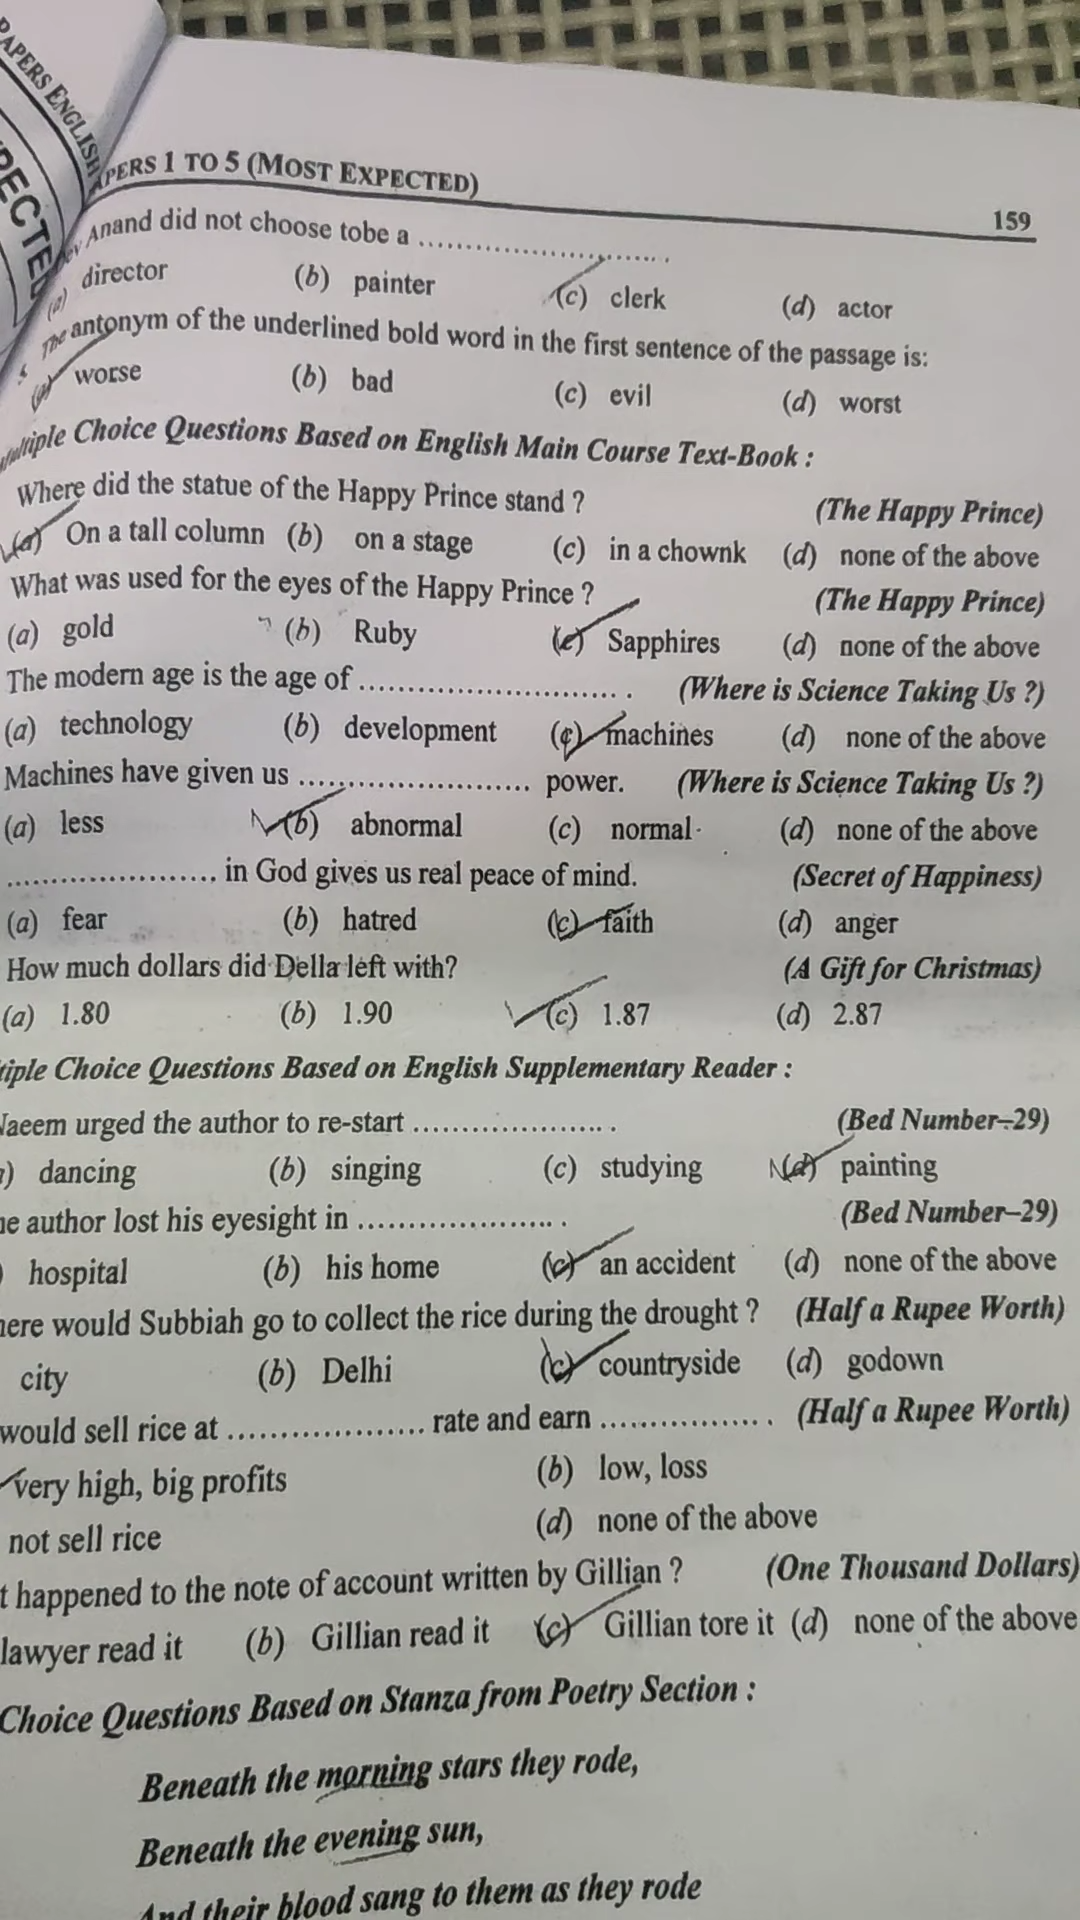 PAPERS ENGLISH
PERS 1 TO 5 (MOST EXPECTED)
159
Anand did not choose tobe a ............................
(a) director (b) painter (c) clerk (d) actor
The antonym of the underlined bold word in the first sentence of the passage is:
(a) worse (b) bad (c) evil (d) worst
Multiple Choice Questions Based on English Main Course Text-Book :
Where did the statue of the Happy Prince stand ? (The Happy Prince)
(a) On a tall column (b) on a stage (c) in a chownk (d) none of the above
What was used for the eyes of the Happy Prince ? (The Happy Prince)
(a) gold (b) Ruby (c) Sapphires (d) none of the above
The modern age is the age of ............................ . (Where is Science Taking Us ?)
(a) technology (b) development (c) machines (d) none of the above
Machines have given us ........................ power. (Where is Science Taking Us ?)
(a) less (b) abnormal (c) normal (d) none of the above
...................... in God gives us real peace of mind. (Secret of Happiness)
(a) fear (b) hatred (c) faith (d) anger
How much dollars did Della left with? (A Gift for Christmas)
(a) 1.80 (b) 1.90 (c) 1.87 (d) 2.87
tiple Choice Questions Based on English Supplementary Reader :
Naeem urged the author to re-start ..................... . (Bed Number-29)
) dancing (b) singing (c) studying (d) painting
he author lost his eyesight in ..................... . (Bed Number-29)
) hospital (b) his home (c) an accident (d) none of the above
here would Subbiah go to collect the rice during the drought ? (Half a Rupee Worth)
city (b) Delhi (c) countryside (d) godown
would sell rice at .................... rate and earn ................. . (Half a Rupee Worth)
very high, big profits (b) low, loss
not sell rice (d) none of the above
t happened to the note of account written by Gillian ? (One Thousand Dollars)
lawyer read it (b) Gillian read it (c) Gillian tore it (d) none of the above
Choice Questions Based on Stanza from Poetry Section :
Beneath the morning stars they rode,
Beneath the evening sun,
And their blood sang to them as they rode